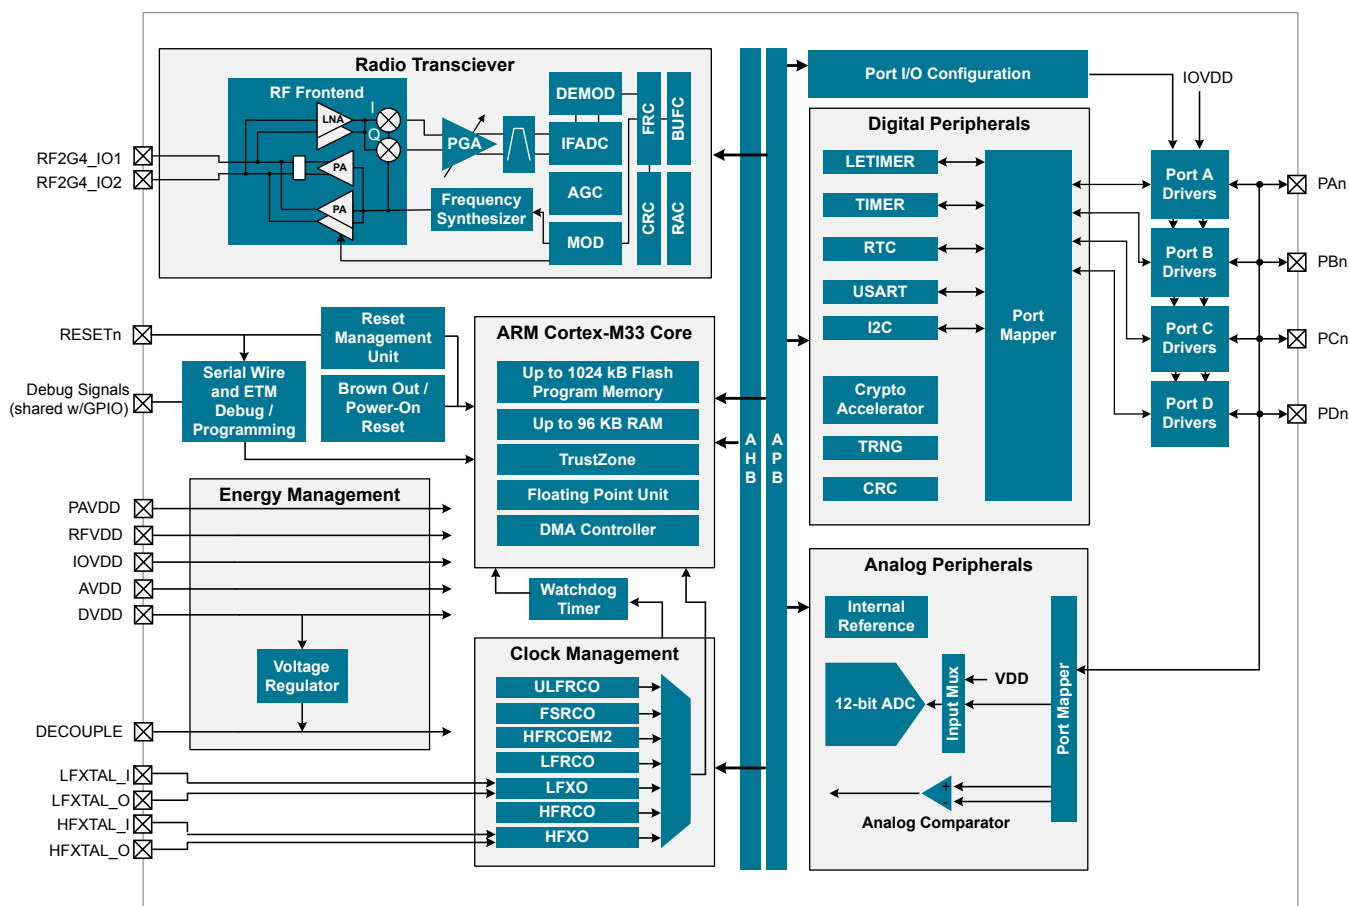 Radio Transciever
RF Frontend
LNA
I
Q
PA
PA
PGA
DEMOD
IFADC
AGC
MOD
Frequency
Synthesizer
FRC
BUFC
CRC
RAC
RF2G4_IO1
RF2G4_IO2
RESETn
Debug Signals
(shared w/GPIO)
Reset
Management
Unit
Serial Wire
and ETM
Debug /
Programming
Brown Out /
Power-On
Reset
ARM Cortex-M33 Core
Up to 1024 kB Flash
Program Memory
Up to 96 KB RAM
TrustZone
Floating Point Unit
DMA Controller
Energy Management
PAVDD
RFVDD
IOVDD
AVDD
DVDD
Voltage
Regulator
DECOUPLE
Watchdog
Timer
Clock Management
ULFRCO
FSRCO
HFRCOEM2
LFRCO
LFXO
HFRCO
HFXO
LFXTAL_I
LFXTAL_O
HFXTAL_I
HFXTAL_O
AHB
APB
Port I/O Configuration
IOVDD
Digital Peripherals
LETIMER
TIMER
RTC
USART
I2C
Port
Mapper
Crypto
Accelerator
TRNG
CRC
Port A
Drivers
Port B
Drivers
Port C
Drivers
Port D
Drivers
PAn
PBn
PCn
PDn
Analog Peripherals
Internal
Reference
12-bit ADC
Input Mux
VDD
Port Mapper
+
-
Analog Comparator